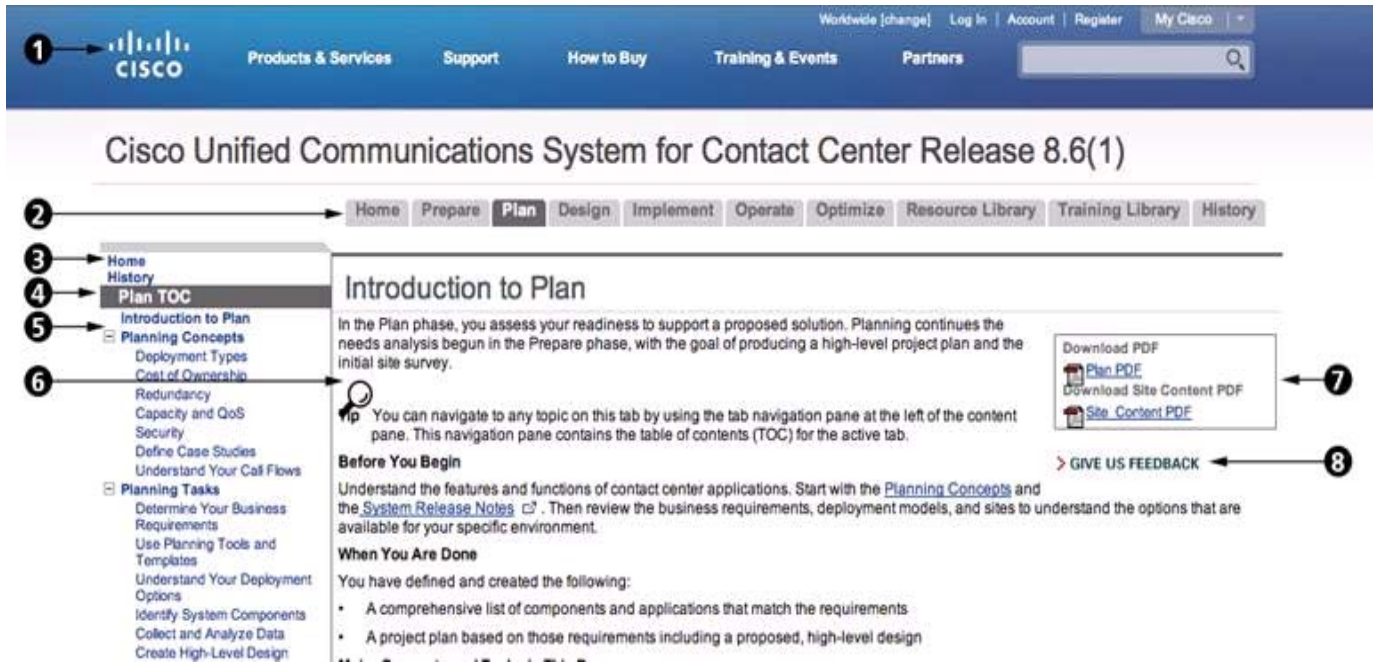 Worldwide [change] Log In | Account | Register My Cisco
1 CISCO Products & Services Support How to Buy Training & Events Partners
Cisco Unified Communications System for Contact Center Release 8.6(1)
2 Home Prepare Plan Design Implement Operate Optimize Resource Library Training Library History
3 Home
History
4 Plan TOC
Introduction to Plan
5 Planning Concepts
Deployment Types
Cost of Ownership
6
Redundancy
Capacity and QoS
Security
Define Case Studies
Understand Your Call Flows
Planning Tasks
Determine Your Business
Requirements
Use Planning Tools and
Templates
Understand Your Deployment
Options
Identify System Components
Collect and Analyze Data
Create High-Level Design
Introduction to Plan
In the Plan phase, you assess your readiness to support a proposed solution. Planning continues the
needs analysis begun in the Prepare phase, with the goal of producing a high-level project plan and the
initial site survey.
Tip You can navigate to any topic on this tab by using the tab navigation pane at the left of the content
pane. This navigation pane contains the table of contents (TOC) for the active tab.
Before You Begin
Understand the features and functions of contact center applications. Start with the Planning Concepts and
the System Release Notes . Then review the business requirements, deployment models, and sites to understand the options that are
available for your specific environment.
When You Are Done
You have defined and created the following:
• A comprehensive list of components and applications that match the requirements
• A project plan based on those requirements including a proposed, high-level design
Download PDF
Plan PDF
7
Download Site Content PDF
Site_Content PDF
> GIVE US FEEDBACK 8